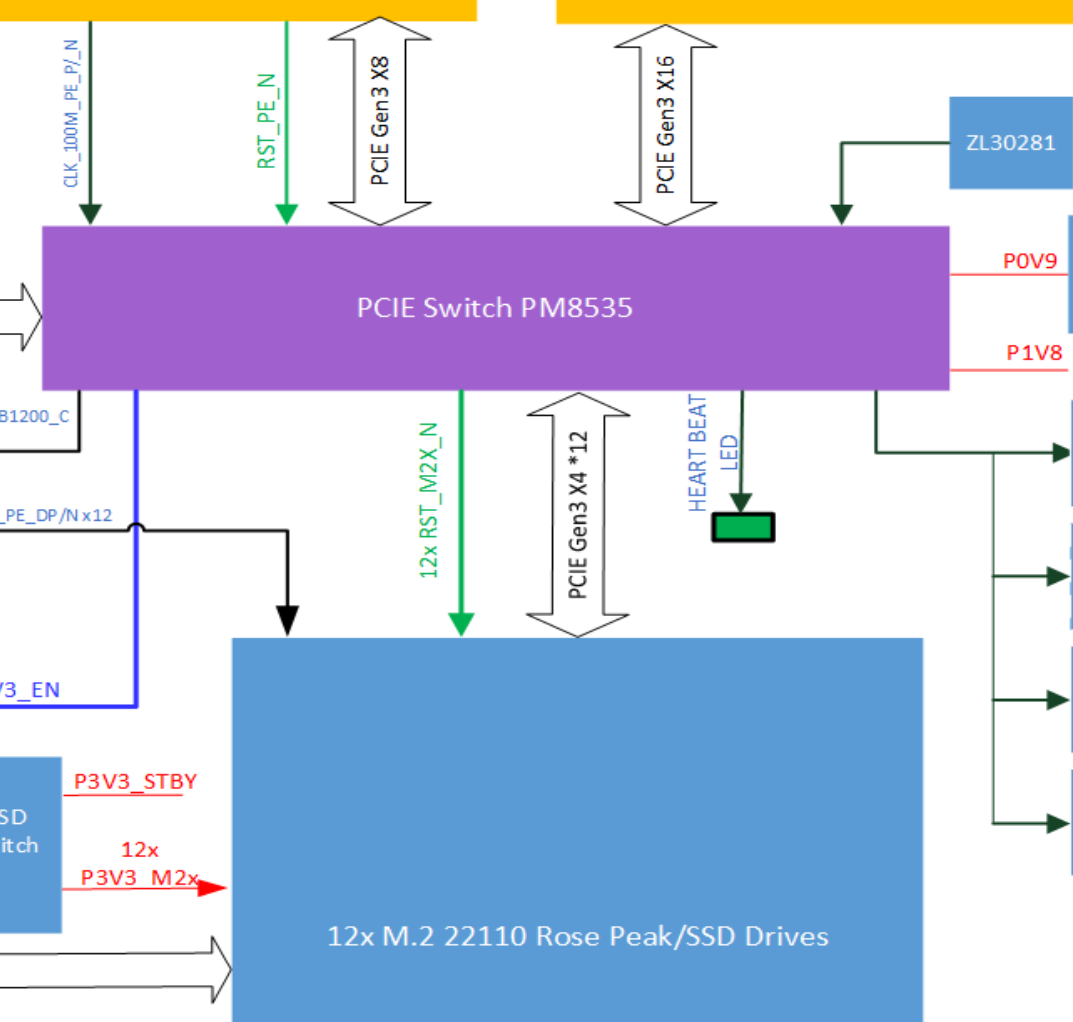 CLK_100M_PE_P/_N
RST_PE_N
PCIE Gen3 X8
PCIE Gen3 X16
ZL30281
PCIE Switch PM8535
P0V9
P1V8
B1200_C
_PE_DP/N x12
12x RST_M2X_N
PCIE Gen3 X4 *12
HEART BEAT
LED
V3_EN
P3V3_STBY
SD
itch
12x
P3V3_M2x
12x M.2 22110 Rose Peak/SSD Drives